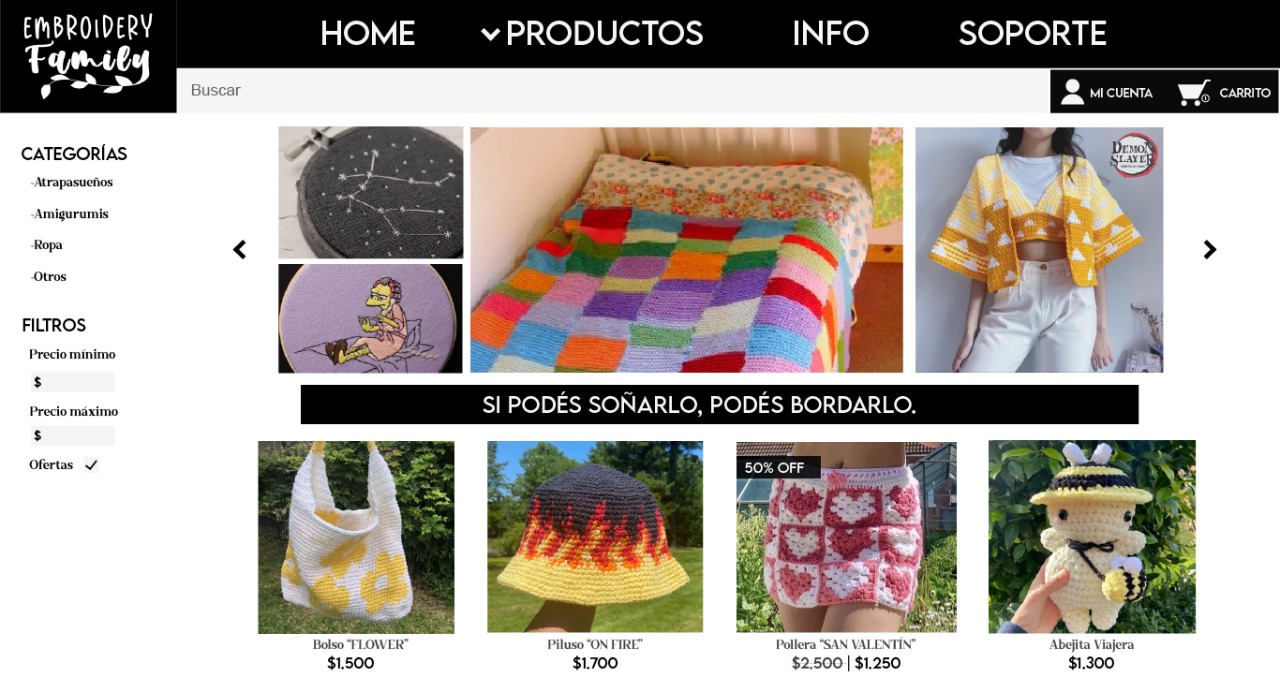 EMBROIDERY
Family
HOME
PRODUCTOS
INFO
SOPORTE
Buscar
MI CUENTA
CARRITO
CATEGORÍAS
-Atrapasueños
-Amigurumis
-Ropa
-Otros
FILTROS
Precio mínimo
$
Precio máximo
$
Ofertas
DEMON
SLAYER
SI PODÉS SOÑARLO, PODÉS BORDARLO.
50% OFF
Bolso "FLOWER"
$1,500
Piluso "ON FIRE"
$1,700
Pollera "SAN VALENTÍN"
$2,500 | $1,250
Abejita Viajera
$1,300